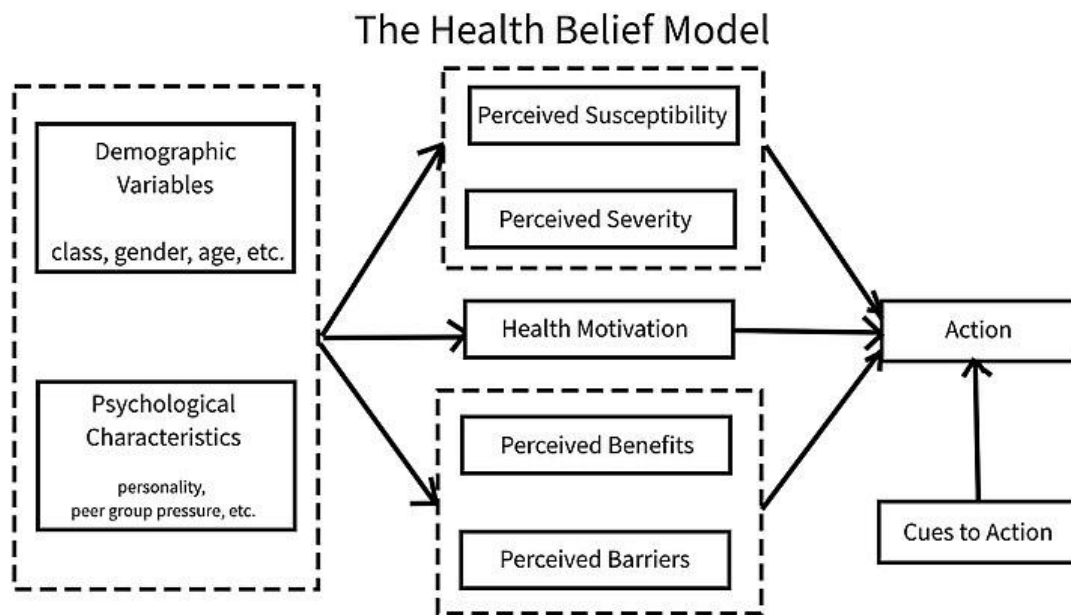 The Health Belief Model
Demographic
Variables
class, gender, age, etc.
Psychological
Characteristics
personality,
peer group pressure, etc.
Perceived Susceptibility
Perceived Severity
Health Motivation
Perceived Benefits
Perceived Barriers
Action
Cues to Action